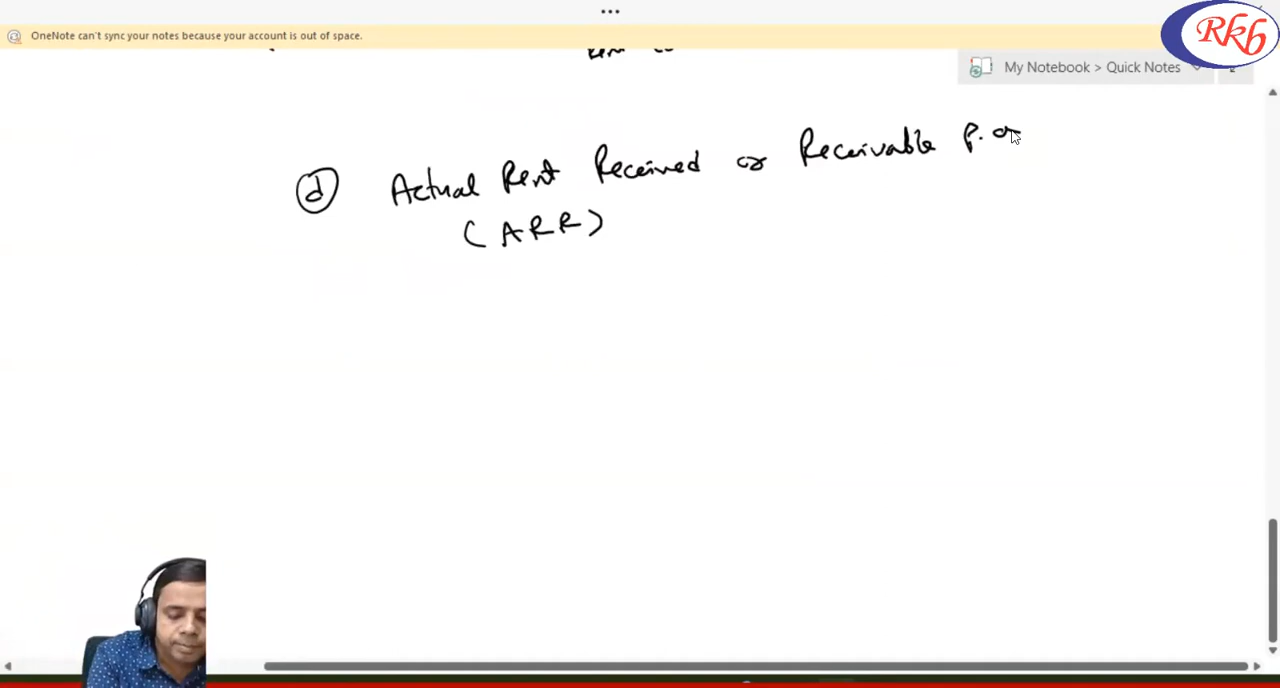 ...
OneNote can't sync your notes because your account is out of space.
Rkb
My Notebook > Quick Notes
(d) Actual Rent Received or Receivable P.a
(ARR)